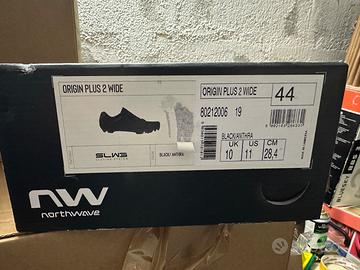 ORIGIN PLUS 2 WIDE
SLW3
BLACK/ANTHRA
ORIGIN PLUS 2 WIDE
44
80212006 19
BLACK/ANTHRA
UK US CM
10 11 28,4
nw
northwave